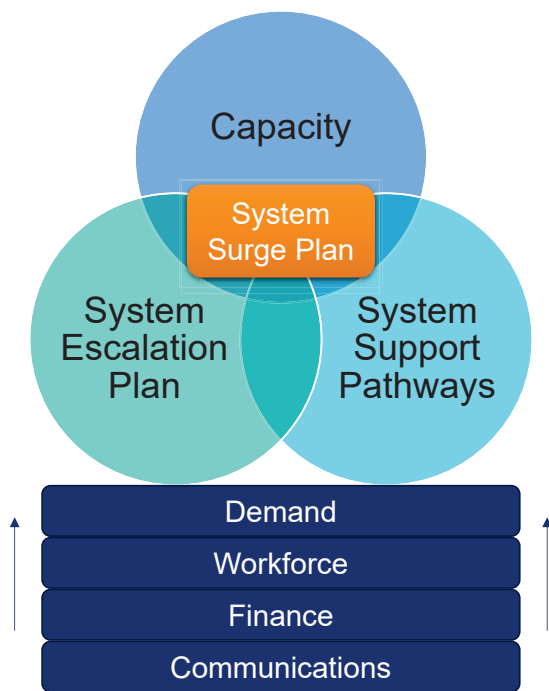 Capacity
System
Surge Plan
System
Escalation
Plan
System
Support
Pathways
Demand
Workforce
Finance
Communications